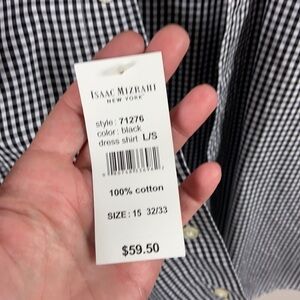 ISAAC MIZRAHI
NEW YORK
style: 71276
color: black
dress shirt L/S
100% cotton
SIZE: 15 32/33
$59.50